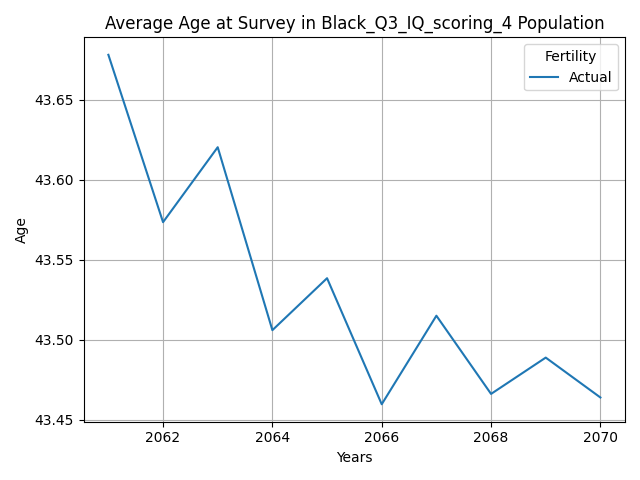 Average Age at Survey in Black_Q3_IQ_scoring_4 Population
Fertility
Actual
43.65
43.60
43.55
43.50
43.45
Age
2062 2064 2066 2068 2070
Years